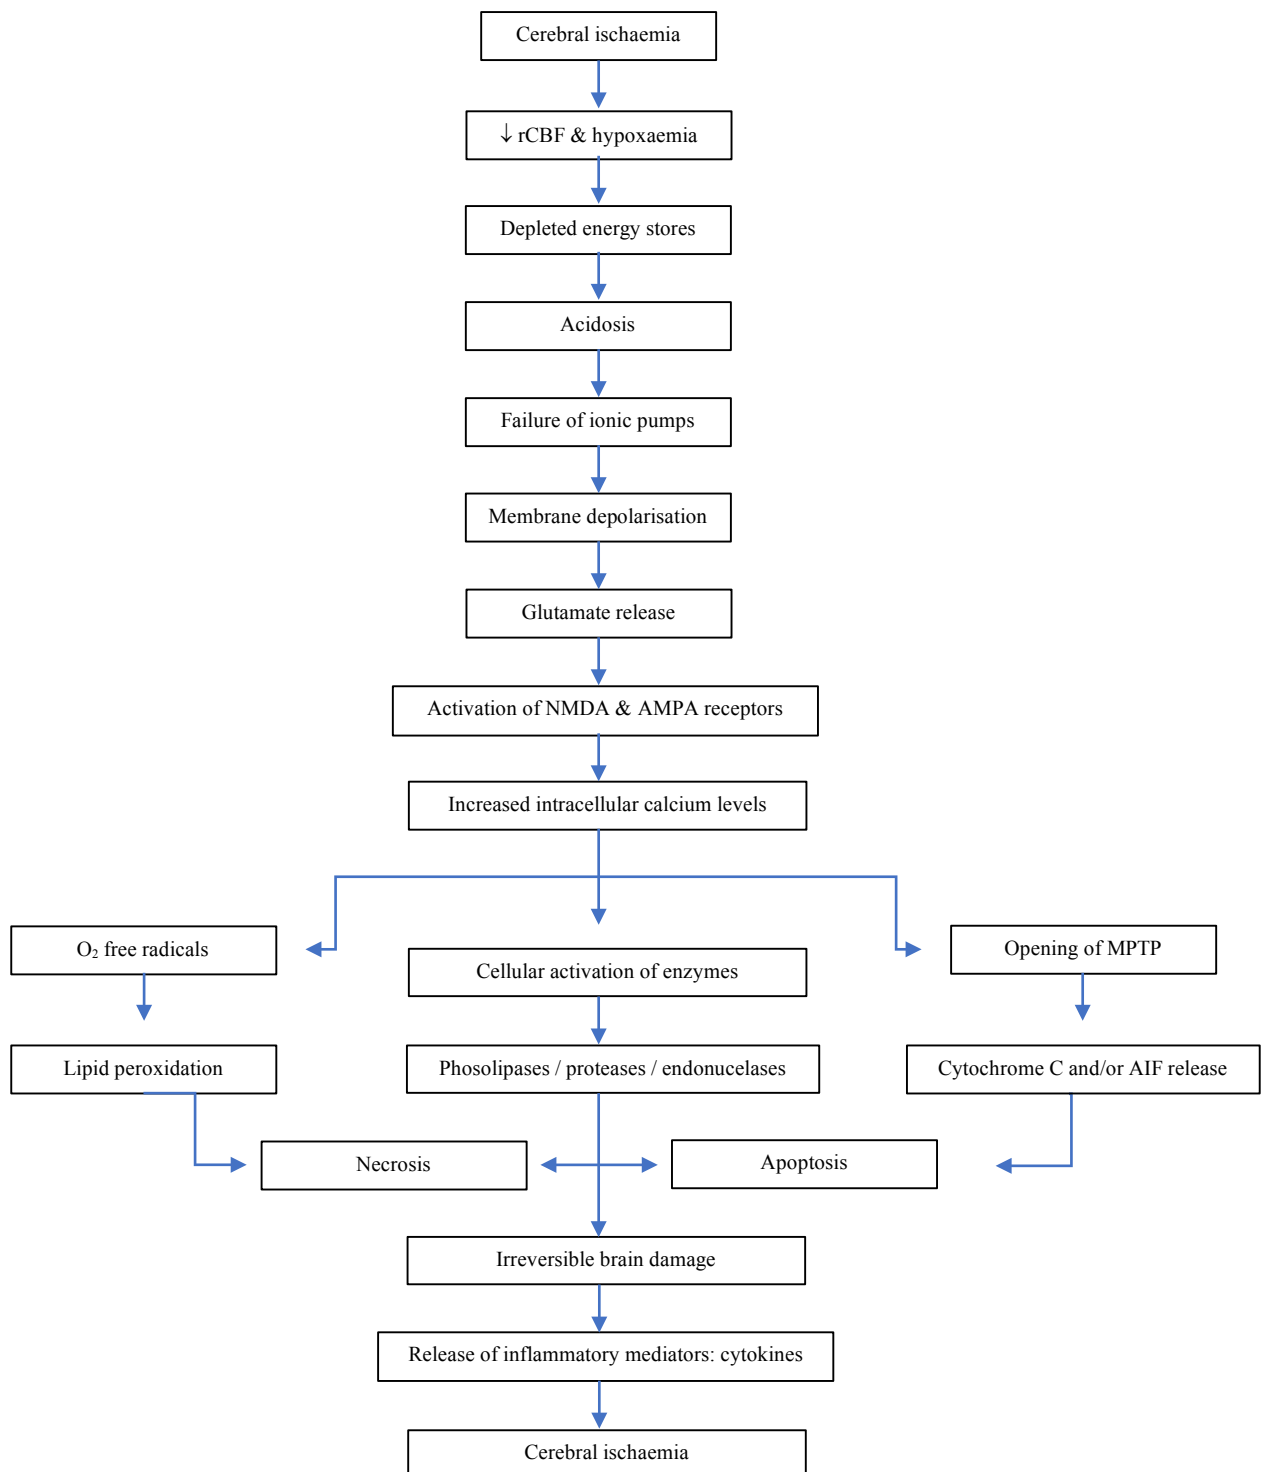 Cerebral ischaemia
↓ rCBF & hypoxaemia
Depleted energy stores
Acidosis
Failure of ionic pumps
Membrane depolarisation
Glutamate release
Activation of NMDA & AMPA receptors
Increased intracellular calcium levels
O₂ free radicals
Cellular activation of enzymes
Opening of MPTP
Lipid peroxidation
Phosolipases / proteases / endonucelases
Cytochrome C and/or AIF release
Necrosis
Apoptosis
Irreversible brain damage
Release of inflammatory mediators: cytokines
Cerebral ischaemia